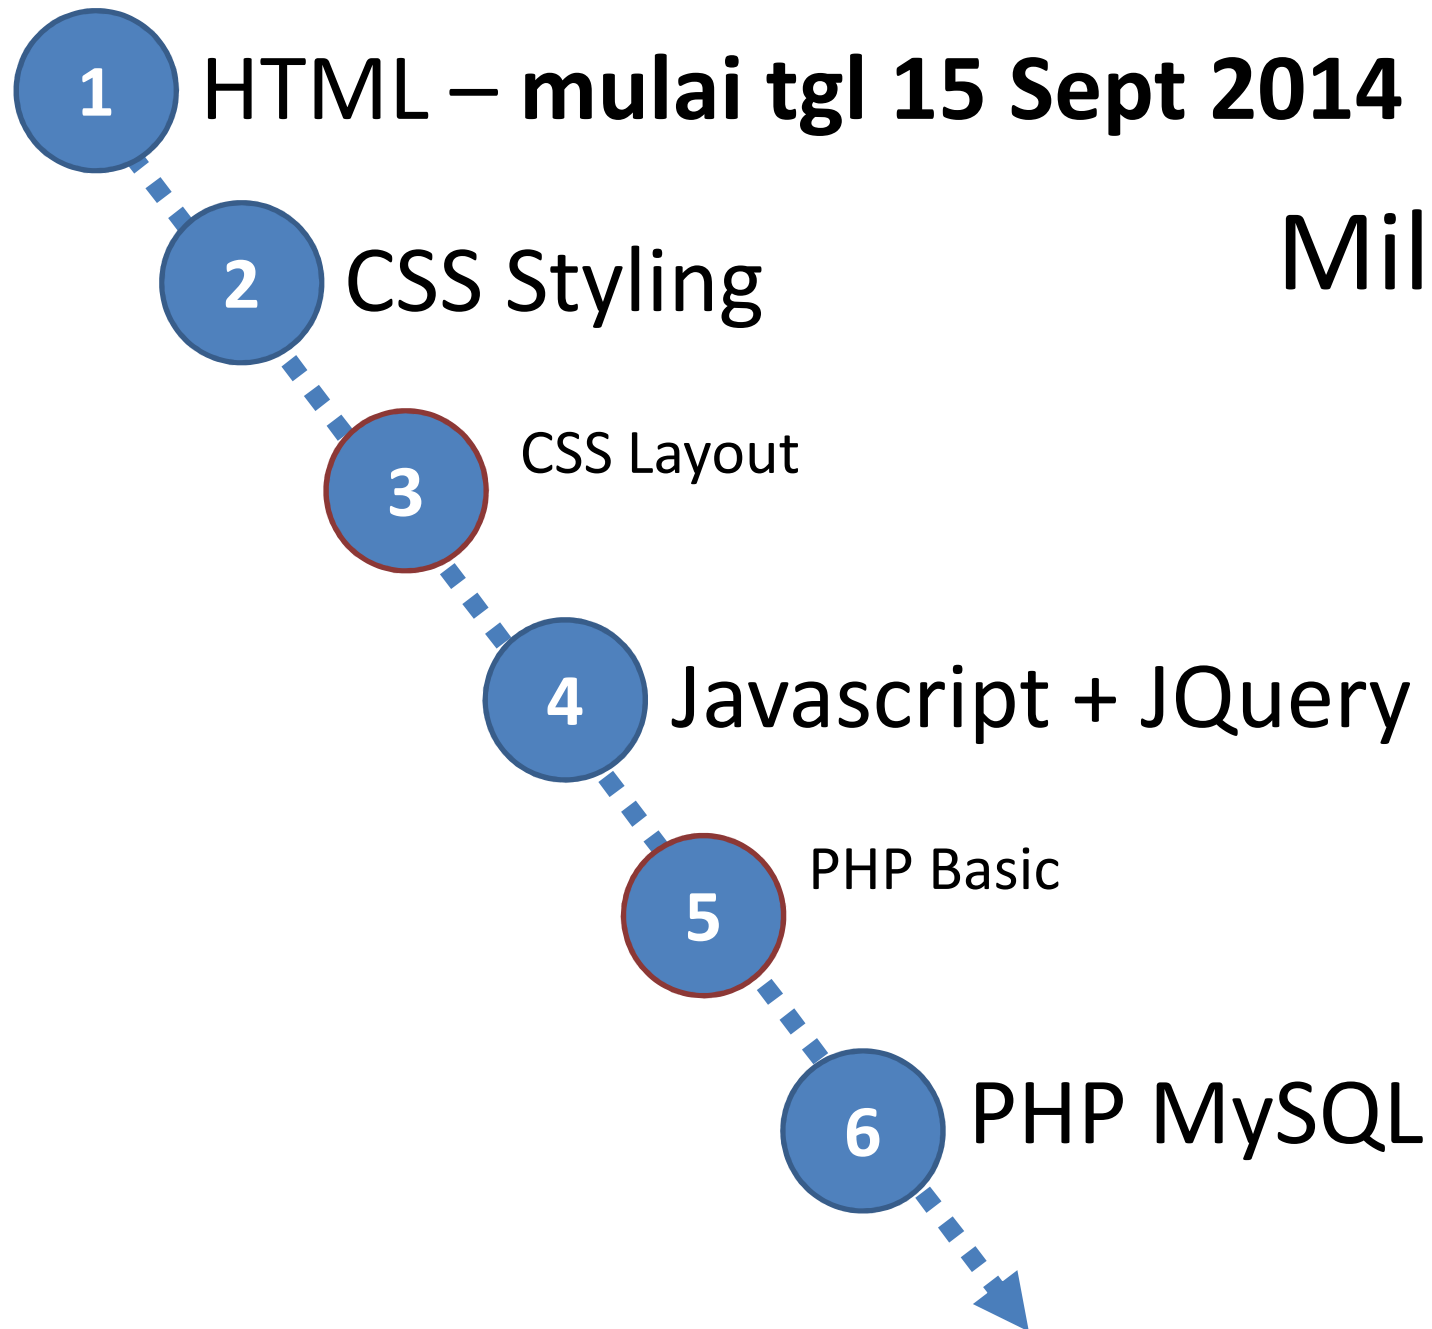 1 HTML – mulai tgl 15 Sept 2014
Mil
2 CSS Styling
3 CSS Layout
4 Javascript + JQuery
5 PHP Basic
6 PHP MySQL